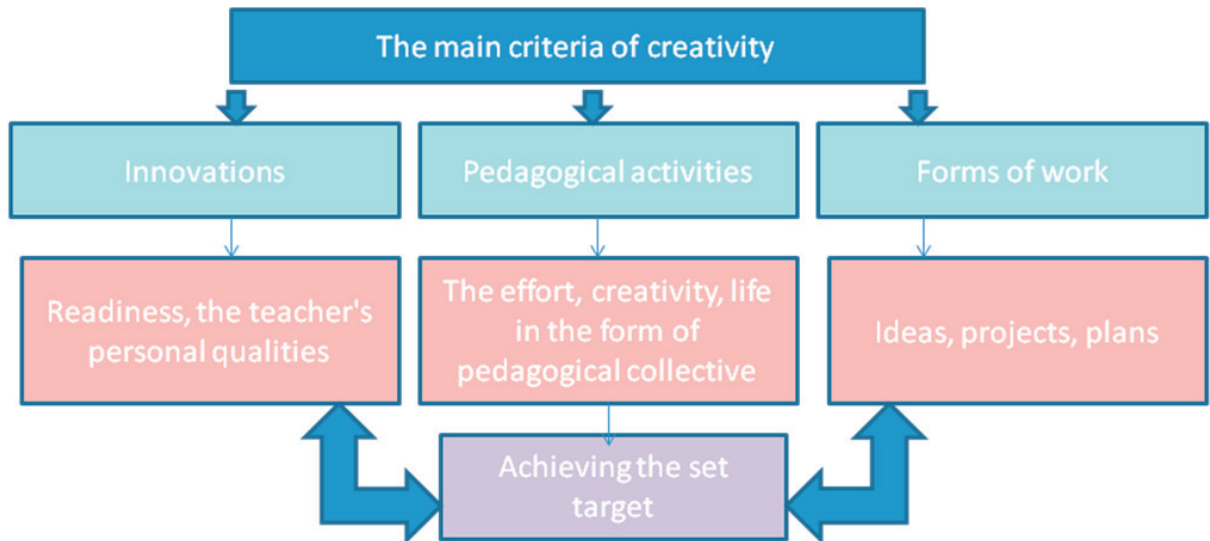 The main criteria of creativity
Innovations
Pedagogical activities
Forms of work
Readiness, the teacher's
personal qualities
The effort, creativity, life
in the form of
pedagogical collective
Ideas, projects, plans
Achieving the set
target